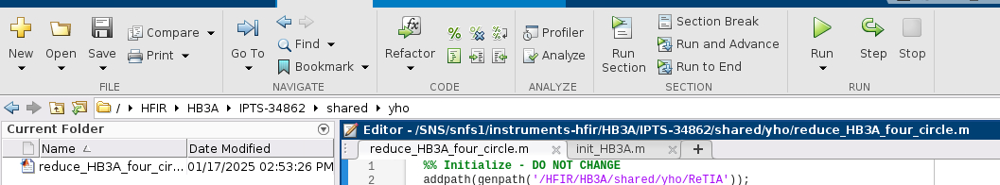 Compare
Section Break
Find
Profiler
Run and Advance
Print
Bookmark
Analyze
Run to End
New Open Save Go To Refactor Run Section Run Step Stop
FILE NAVIGATE CODE ANALYZE SECTION RUN
/ HFIR HB3A IPTS-34862 shared yho
Current Folder
Name Date Modified
reduce_HB3A_four_cir... 01/17/2025 02:53:26 PM
Editor - /SNS/snfs1/instruments-hfir/HB3A/IPTS-34862/shared/yho/reduce_HB3A_four_circle.m
reduce_HB3A_four_circle.m init_HB3A.m
1 %% Initialize - DO NOT CHANGE
2 addpath(genpath('/HFIR/HB3A/shared/yho/ReTIA'));